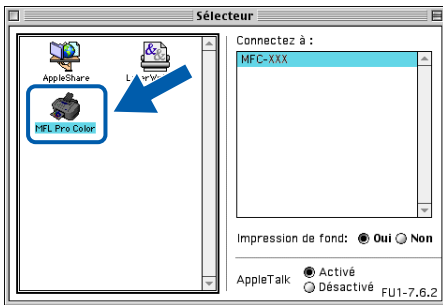 Sélecteur
AppleShare
MFL Pro Color
Connectez à :
MFC-XXX
Impression de fond: Oui Non
AppleTalk Activé
Désactivé FU1-7.6.2